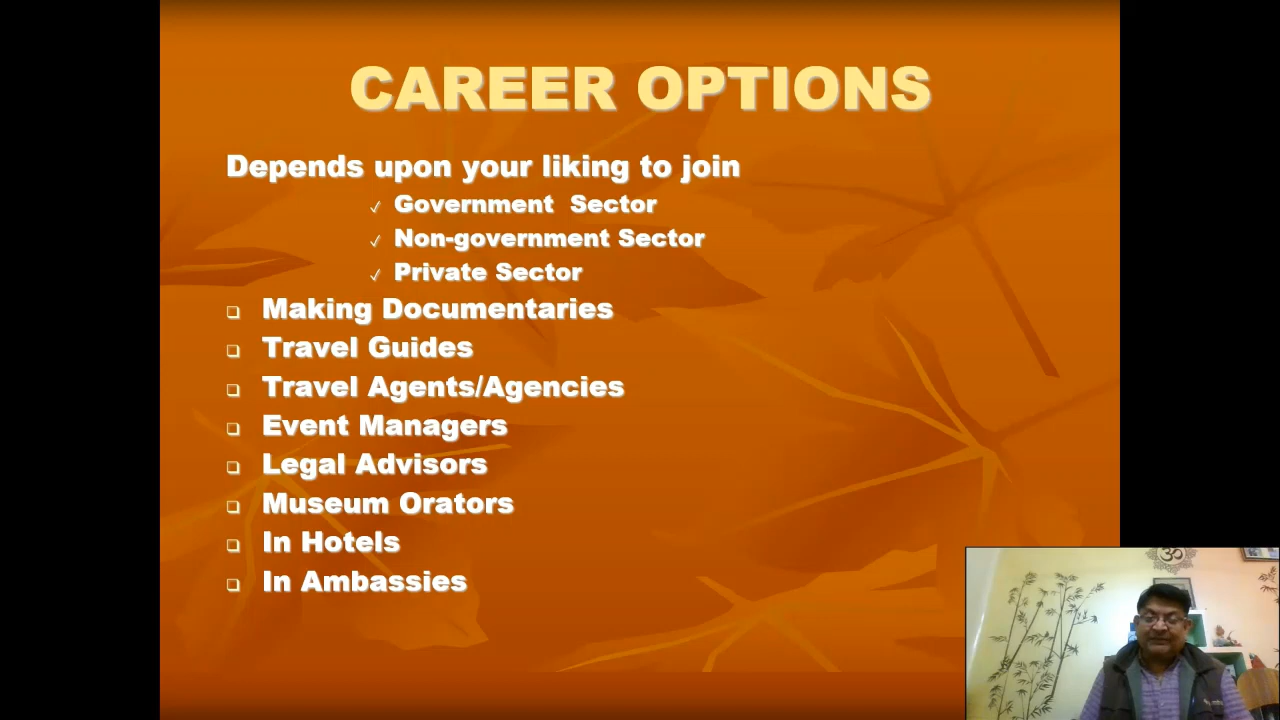 CAREER OPTIONS
Depends upon your liking to join
✓ Government Sector
✓ Non-government Sector
✓ Private Sector
❑ Making Documentaries
❑ Travel Guides
❑ Travel Agents/Agencies
❑ Event Managers
❑ Legal Advisors
❑ Museum Orators
❑ In Hotels
❑ In Ambassies
ॐ